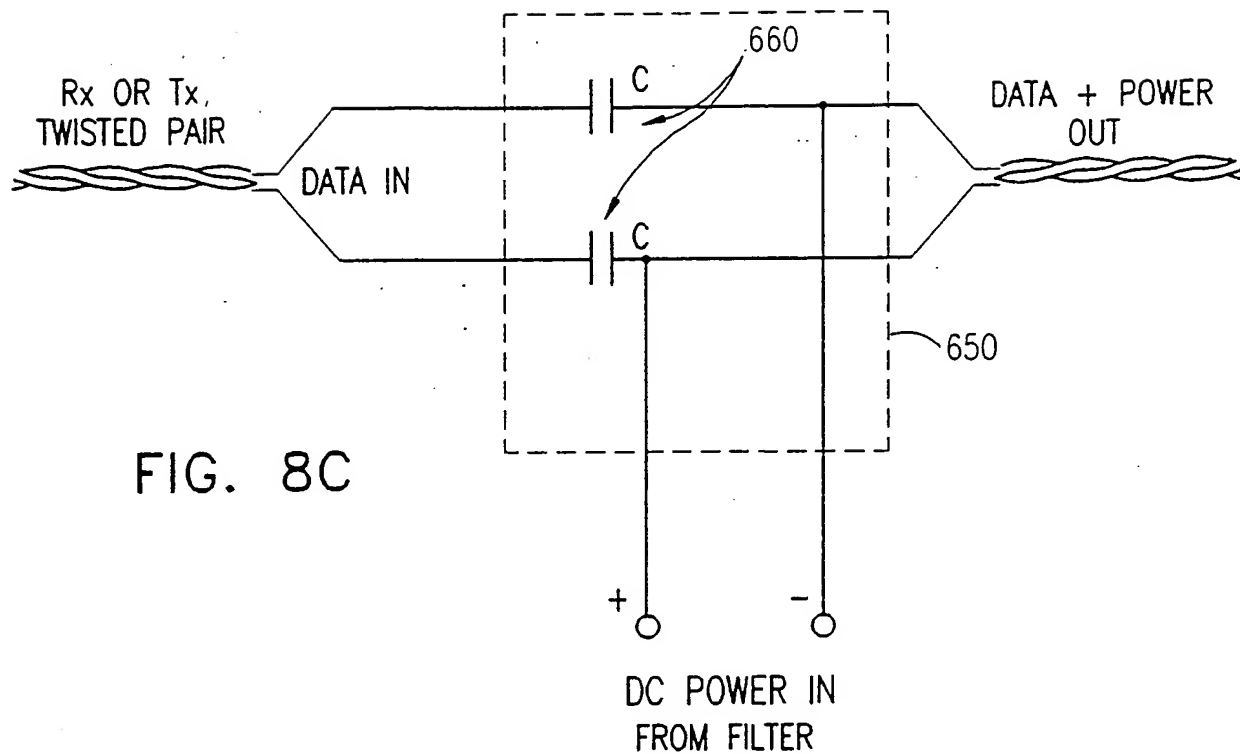 660
C
Rx OR Tx,
TWISTED PAIR
DATA + POWER
OUT
DATA IN
C
650
FIG. 8C
+ -
DC POWER IN
FROM FILTER